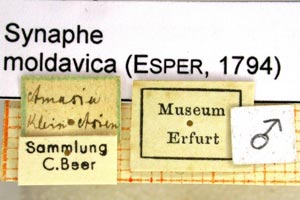 Synaphe
moldavica (ESPER, 1794)
Amasia
Klein-Asien
Sammlung
C.Beer
Museum
Erfurt
♂